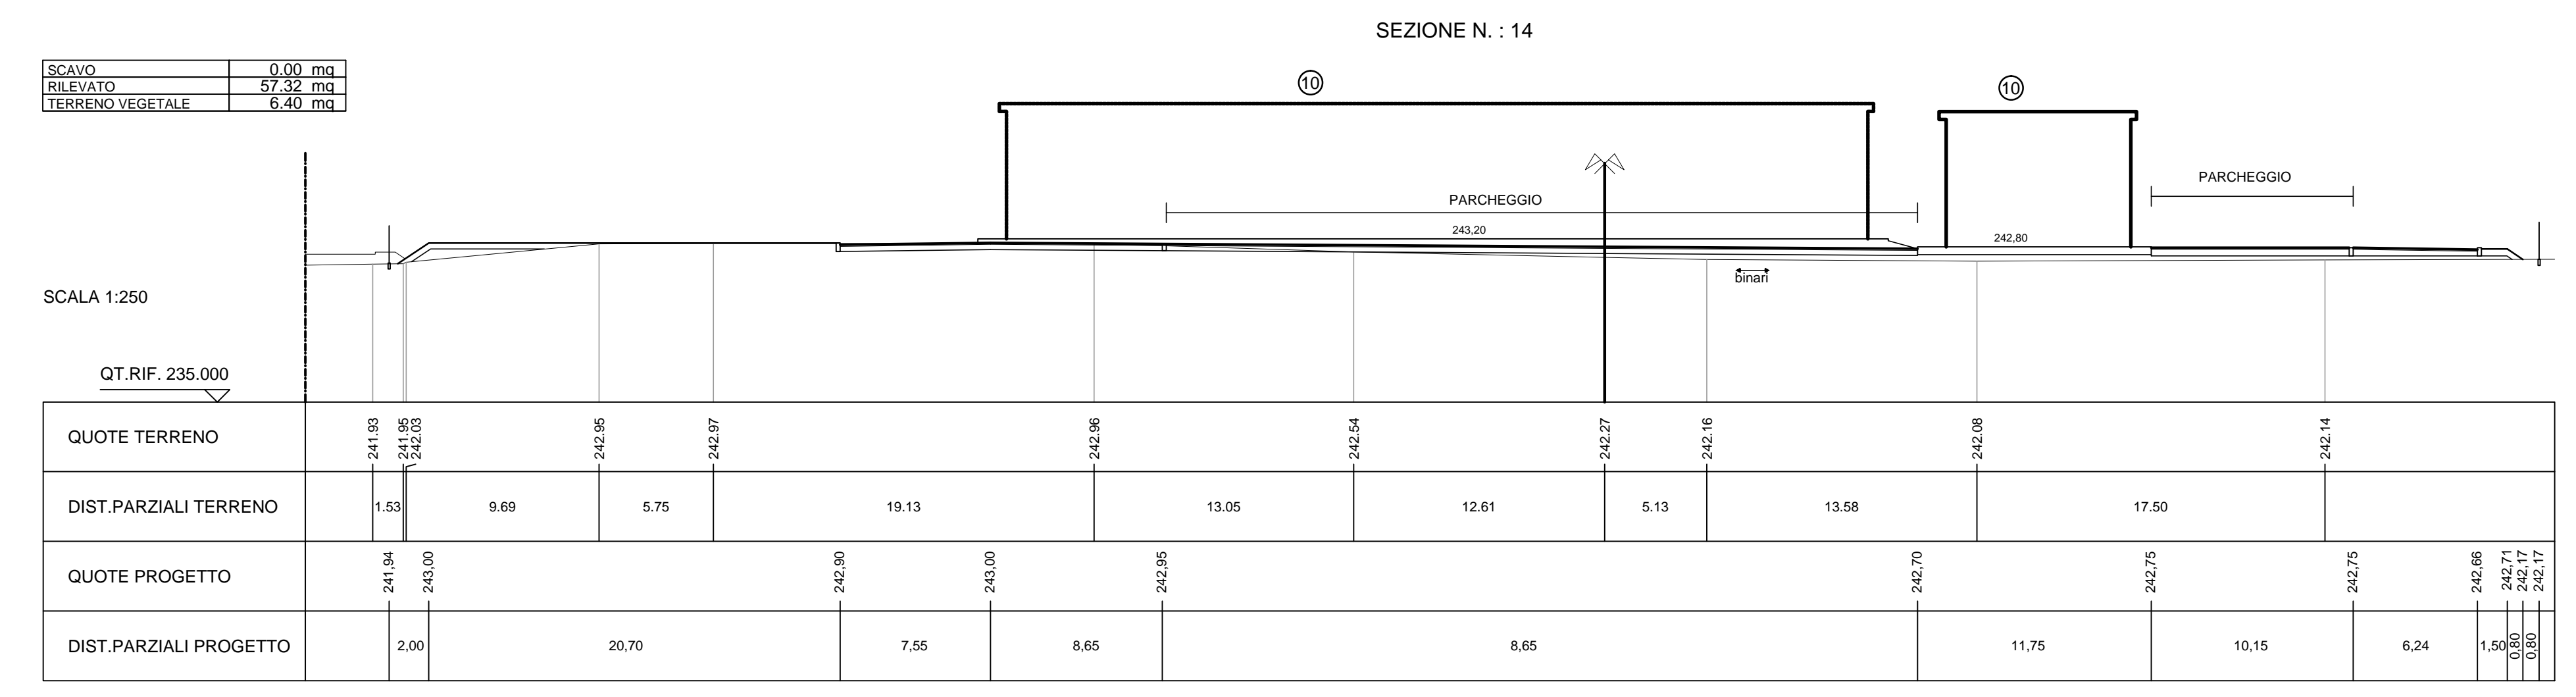 SEZIONE N. : 14
SCAVO 0.00 mq
RILEVATO 57.32 mq
TERRENO VEGETALE 6.40 mq
10
10
PARCHEGGIO
PARCHEGGIO
243,20
242,80
binari
SCALA 1:250
QT.RIF. 235.000
QUOTE TERRENO 241.93 241.95 242.03 242.95 242.97 242.96 242.54 242.27 242.16 242.08 242.14
DIST.PARZIALI TERRENO 1.53 9.69 5.75 19.13 13.05 12.61 5.13 13.58 17.50
QUOTE PROGETTO 241,94 243,00 242,90 243,00 242,95 242,70 242,75 242,75 242,66 242,71 242,17 242,17
DIST.PARZIALI PROGETTO 2,00 20,70 7,55 8,65 8,65 11,75 10,15 6,24 1,50 0,80 0,80